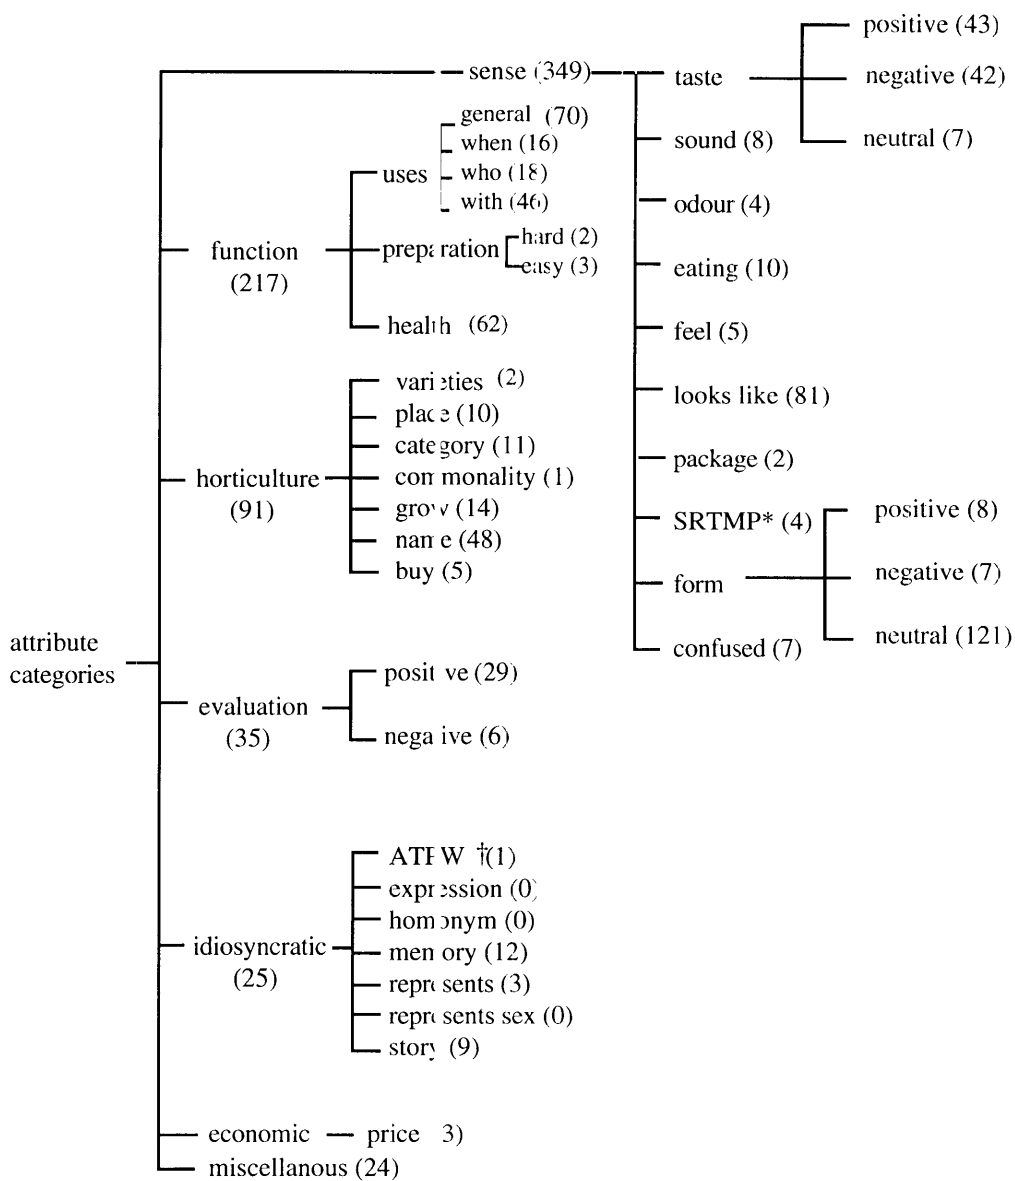 attribute
categories
sense (349)
taste
positive (43)
negative (42)
neutral (7)
sound (8)
odour (4)
eating (10)
feel (5)
looks like (81)
package (2)
SRTMP* (4)
form
positive (8)
negative (7)
neutral (121)
confused (7)
function
(217)
uses
general (70)
when (16)
who (18)
with (46)
preparation
hard (2)
easy (3)
health (62)
horticulture
(91)
varieties (2)
place (10)
category (11)
commonality (1)
grow (14)
name (48)
buy (5)
evaluation
(35)
positive (29)
negative (6)
idiosyncratic
(25)
†(1)
expression (0)
homonym (0)
memory (12)
represents (3)
represents sex (0)
story (9)
economic
price 3)
miscellanous (24)